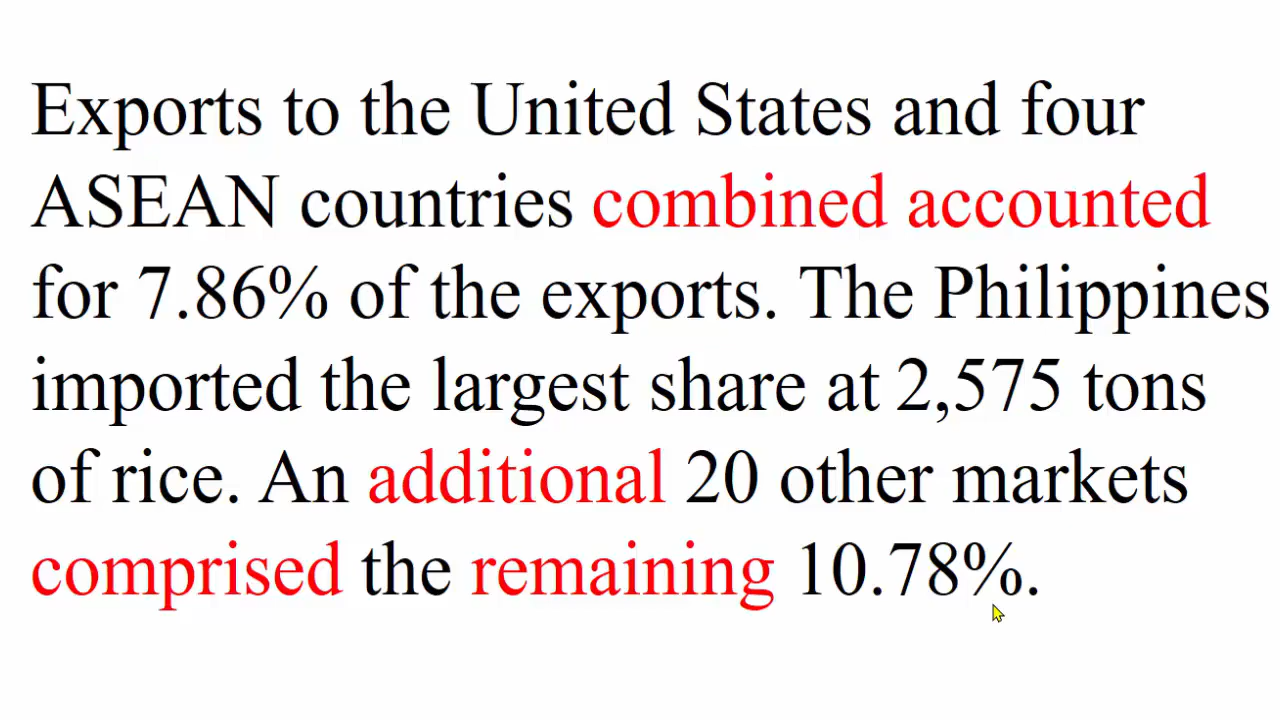 Exports to the United States and four
ASEAN countries combined accounted
for 7.86% of the exports. The Philippines
imported the largest share at 2,575 tons
of rice. An additional 20 other markets
comprised the remaining 10.78%.